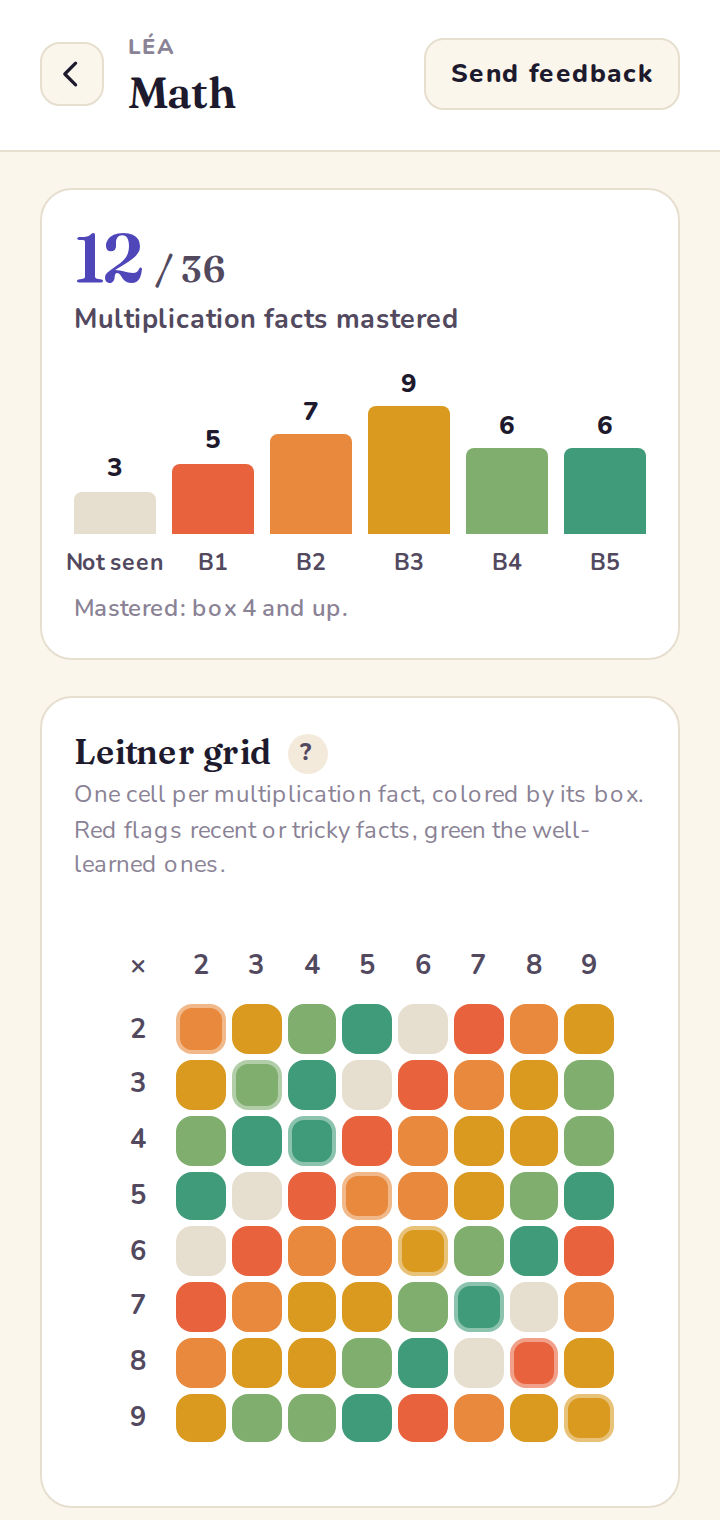 LÉA
Math
Send feedback
12 / 36
Multiplication facts mastered
3 5 7 9 6 6
Not seen B1 B2 B3 B4 B5
Mastered: box 4 and up.
Leitner grid ?
One cell per multiplication fact, colored by its box.
Red flags recent or tricky facts, green the well-
learned ones.
× 2 3 4 5 6 7 8 9
2
3
4
5
6
7
8
9